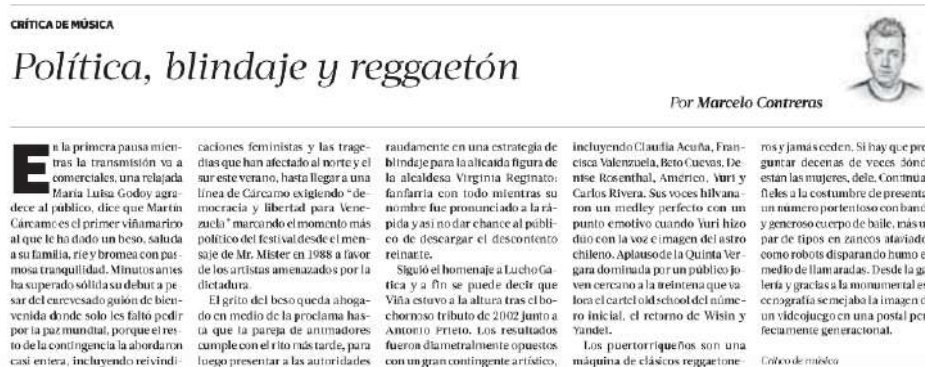 CRÍTICA DE MÚSICA
Política, blindaje y reggaetón
Por Marcelo Contreras
En la primera pausa mien-
tras la transmisión va a
comerciales, una relajada
María Luisa Godoy agra-
dece al público, dice que Martín
Cárcamo es el primer viñamarino
al que le ha dado un beso, saluda
a su familia, ríe y bromea con pas-
mosa tranquilidad. Minutos antes
ha superado sólida su debut a pe-
sar del enrevesado guión de bien-
venida donde solo les faltó pedir
por la paz mundial, porque el res-
to de la contingencia la abordaron
casi entera, incluyendo reivindi-
caciones feministas y las trage-
dias que han afectado al norte y el
sur este verano, hasta llegar a una
línea de Cárcamo exigiendo "de-
mocracia y libertad para Vene-
zuela" marcando el momento más
político del festival desde el men-
saje de Mr. Mister en 1988 a favor
de los artistas amenazados por la
dictadura.
El grito del beso queda ahoga-
do en medio de la proclama has-
ta que la pareja de animadores
cumple con el rito más tarde, para
luego presentar a las autoridades
raudamente en una estrategia de
blindaje para la alicaída figura de
la alcaldesa Virginia Reginato:
fanfarria con todo mientras su
nombre fue pronunciado a la rá-
pida y así no dar chance al públi-
co de descargar el descontento
reinante.
Siguió el homenaje a Lucho Ga-
tica y a fin se puede decir que
Viña estuvo a la altura tras el bo-
chornoso tributo de 2002 junto a
Antonio Prieto. Los resultados
fueron diametralmente opuestos
con un gran contingente artístico,
incluyendo Claudia Acuña, Fran-
cisca Valenzuela, Beto Cuevas, De-
nise Rosenthal, Américo, Yuri y
Carlos Rivera. Sus voces hilvana-
ron un medley perfecto con un
punto emotivo cuando Yuri hizo
dúo con la voz e imagen del astro
chileno. Aplauso de la Quinta Ver-
gara dominada por un público jo-
ven cercano a la treintena que va-
lora el cartel old school del núme-
ro inicial, el retorno de Wisin y
Yandel.
Los puertorriqueños son una
máquina de clásicos reggaetone-
ros y jamás ceden. Si hay que pre
guntar decenas de veces dónd
están las mujeres, dele. Continúa
fieles a la costumbre de presenta
un número portentoso con band
y generoso cuerpo de baile, más u
par de tipos en zancos ataviado
como robots disparando humo e
medio de llamaradas. Desde la ga
lería y gracias a la monumental es
cenografía semejaba la imagen d
un videojuego en una postal per
fectamente generacional.
Crítico de música